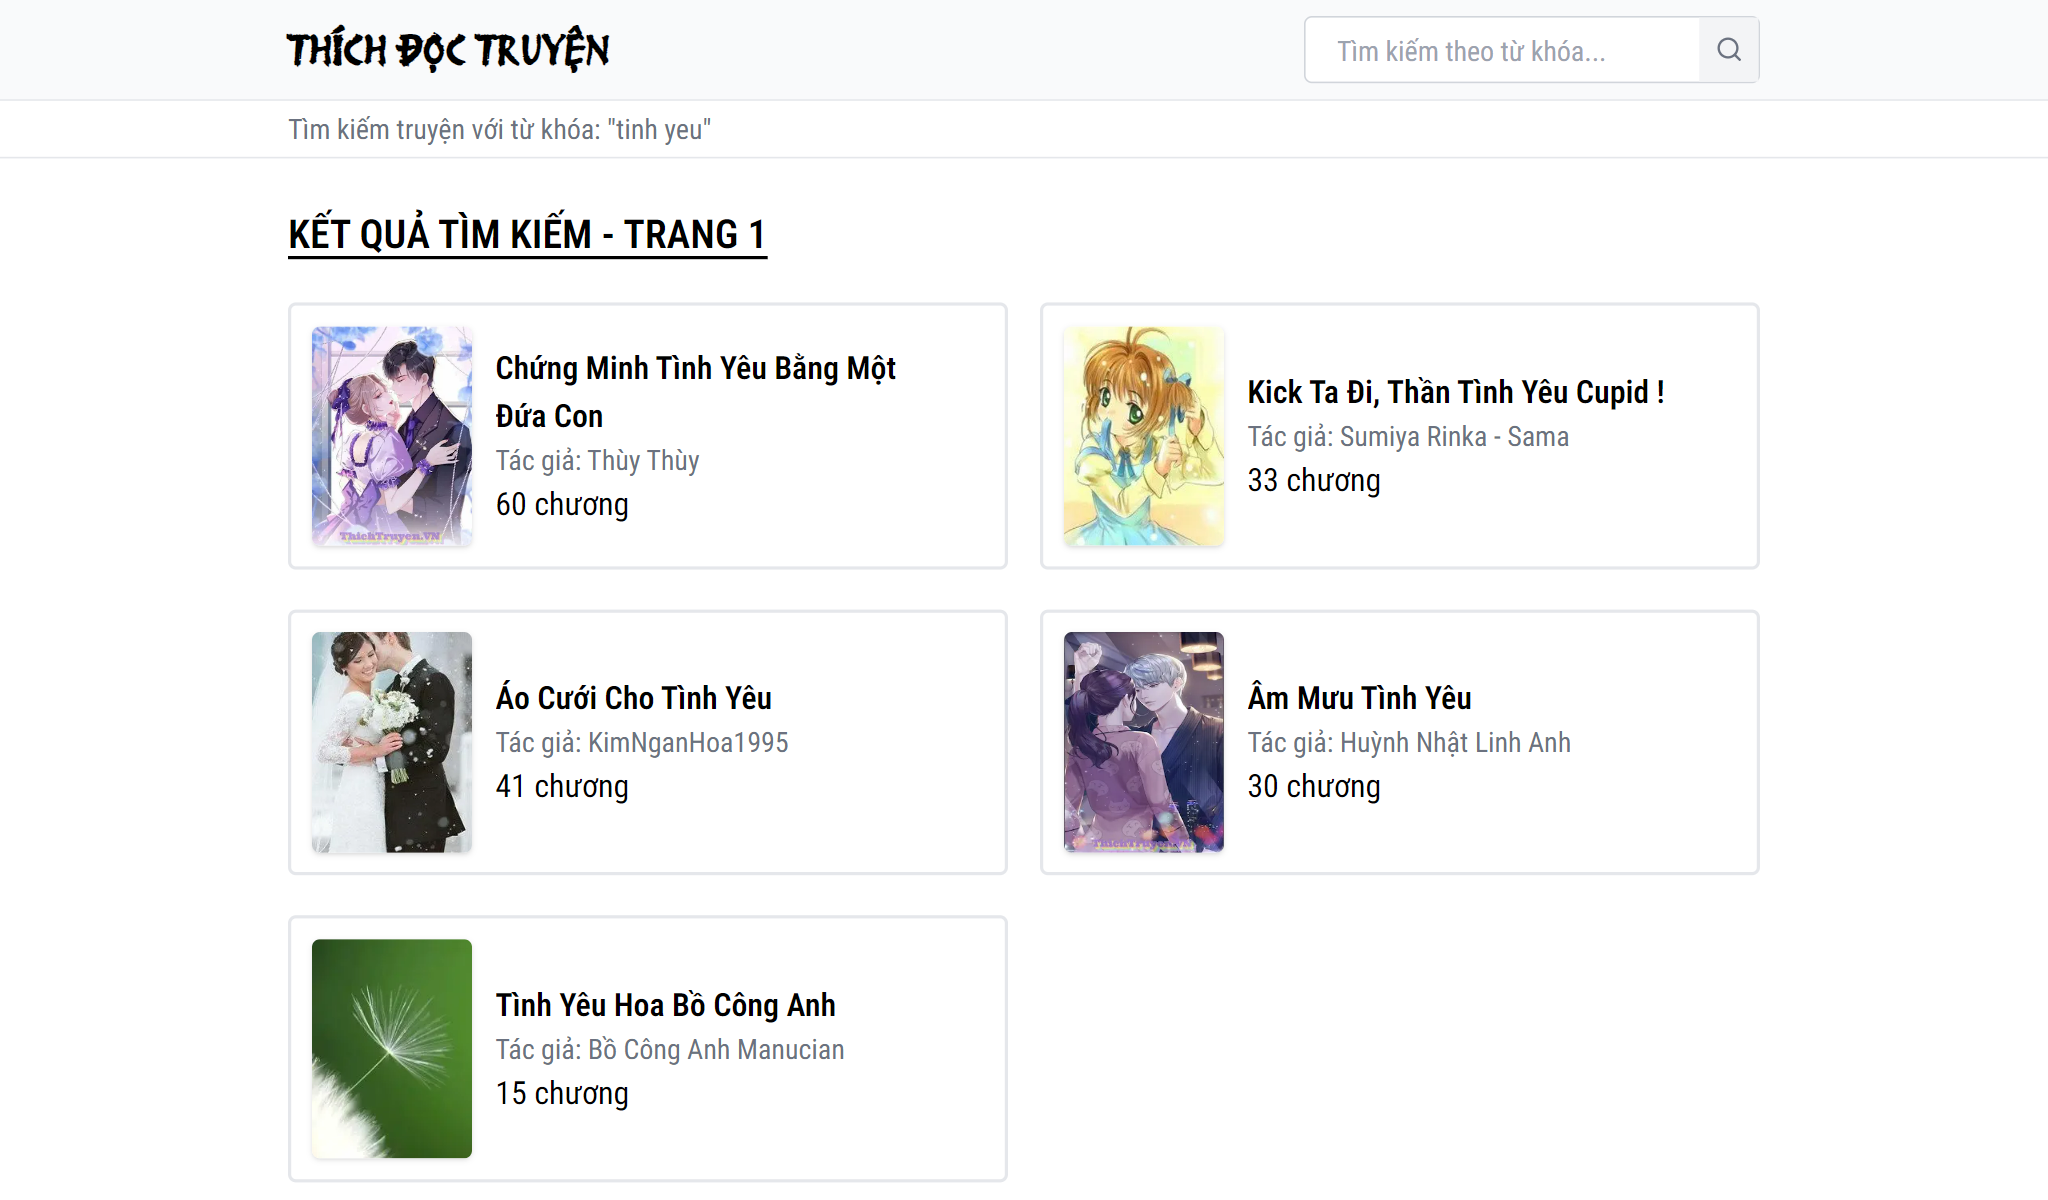 THÍCH ĐỌC TRUYỆN
Tìm kiếm theo từ khóa...
Tìm kiếm truyện với từ khóa: "tinh yeu"
KẾT QUẢ TÌM KIẾM - TRANG 1
Chứng Minh Tình Yêu Bằng Một
Đứa Con
Tác giả: Thùy Thùy
60 chương
ThichTruyen.VN
Kick Ta Đi, Thần Tình Yêu Cupid !
Tác giả: Sumiya Rinka - Sama
33 chương
Áo Cưới Cho Tình Yêu
Tác giả: KimNganHoa1995
41 chương
Âm Mưu Tình Yêu
Tác giả: Huỳnh Nhật Linh Anh
30 chương
ThichTruyen.VN
Tình Yêu Hoa Bồ Công Anh
Tác giả: Bồ Công Anh Manucian
15 chương